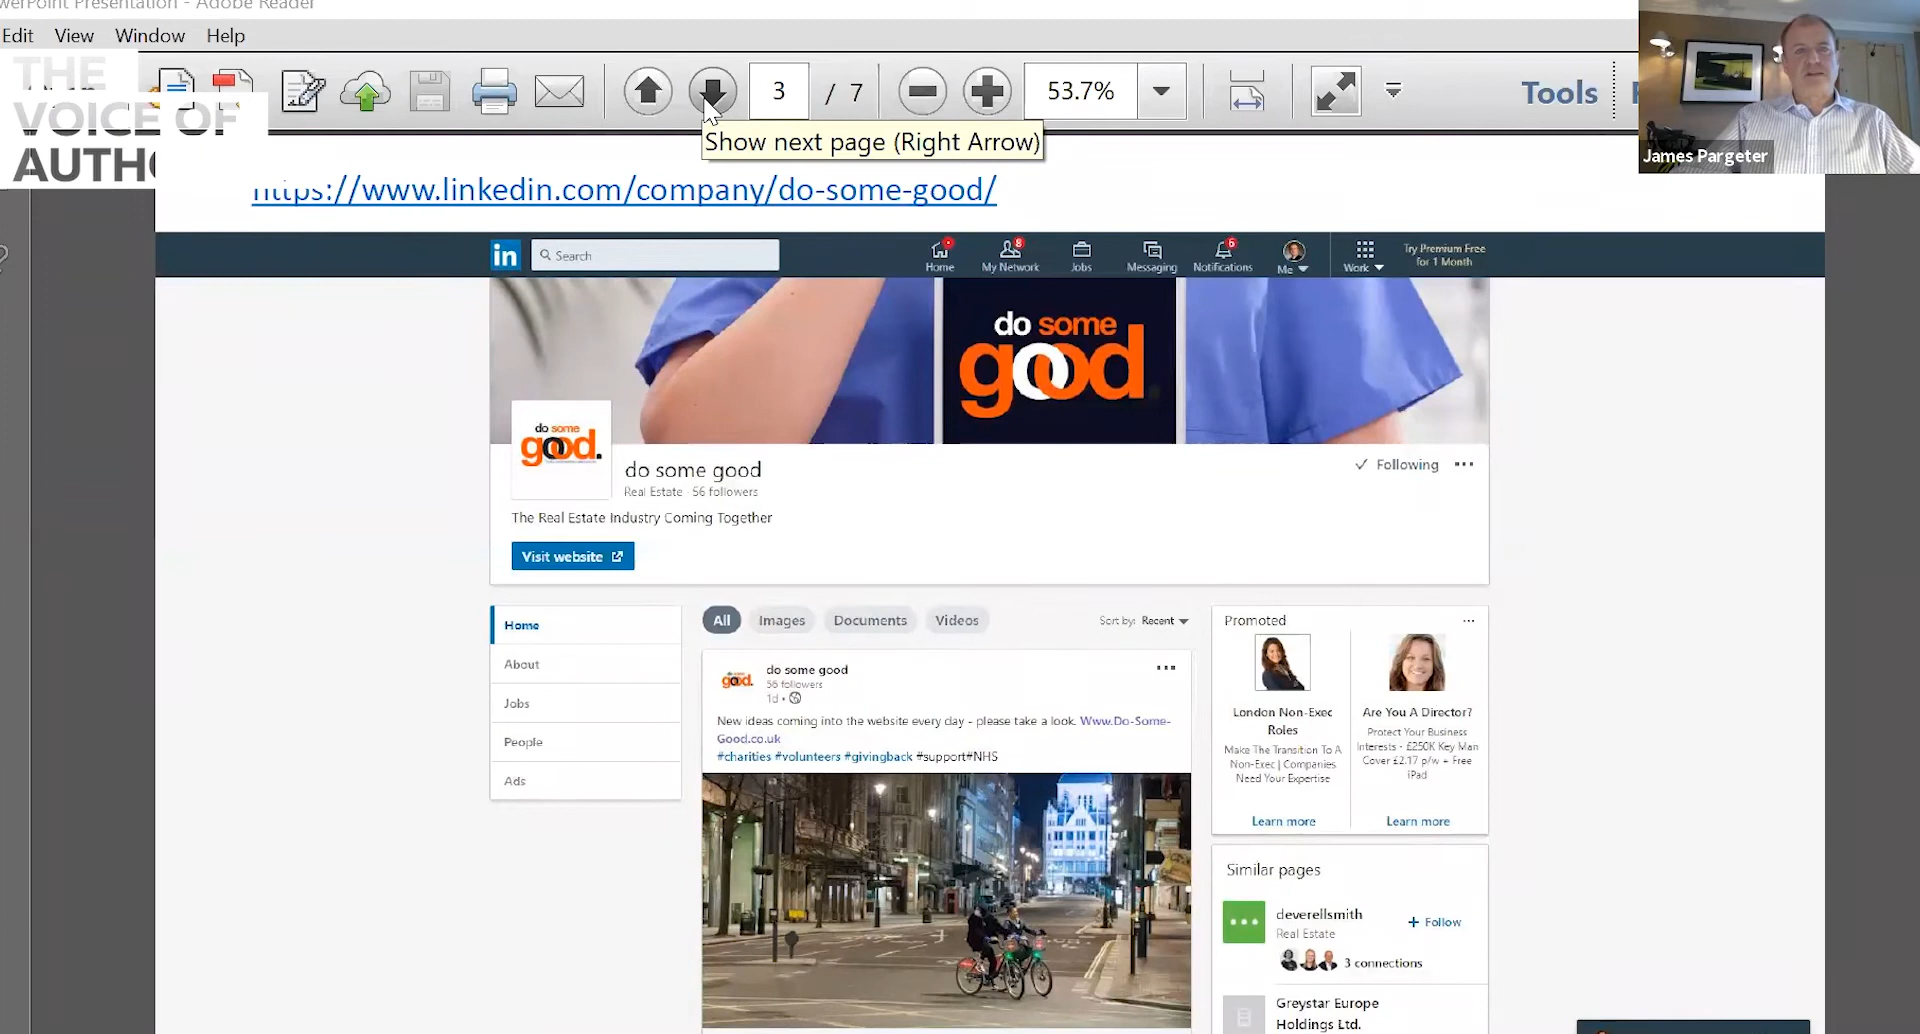 PowerPoint Presentation - Adobe Reader
Edit View Window Help
THE
VOICE OF
AUTHO
3 / 7
53.7%
Tools
Show next page (Right Arrow)
James Pargeter
https://www.linkedin.com/company/do-some-good/
in
Search
Home
8
My Network
Jobs
Messaging
6
Notifications
Me
Work
Try Premium Free
for 1 Month
do some
good.
do some
good.
do some good
Real Estate · 56 followers
Following
The Real Estate Industry Coming Together
Visit website
Home
About
Jobs
People
Ads
All Images Documents Videos
Sort by: Recent
do some good
56 followers
1d •
New ideas coming into the website every day - please take a look. Www.Do-Some-
Good.co.uk
#charities #volunteers #givingback #support#NHS
Promoted
London Non-Exec
Roles
Make The Transition To A
Non-Exec | Companies
Need Your Expertise
Learn more
Are You A Director?
Protect Your Business
Interests - £250K Key Man
Cover £2.17 p/w + Free
iPad
Learn more
Similar pages
deverellsmith
Real Estate
+ Follow
3 connections
Greystar Europe
Holdings Ltd.